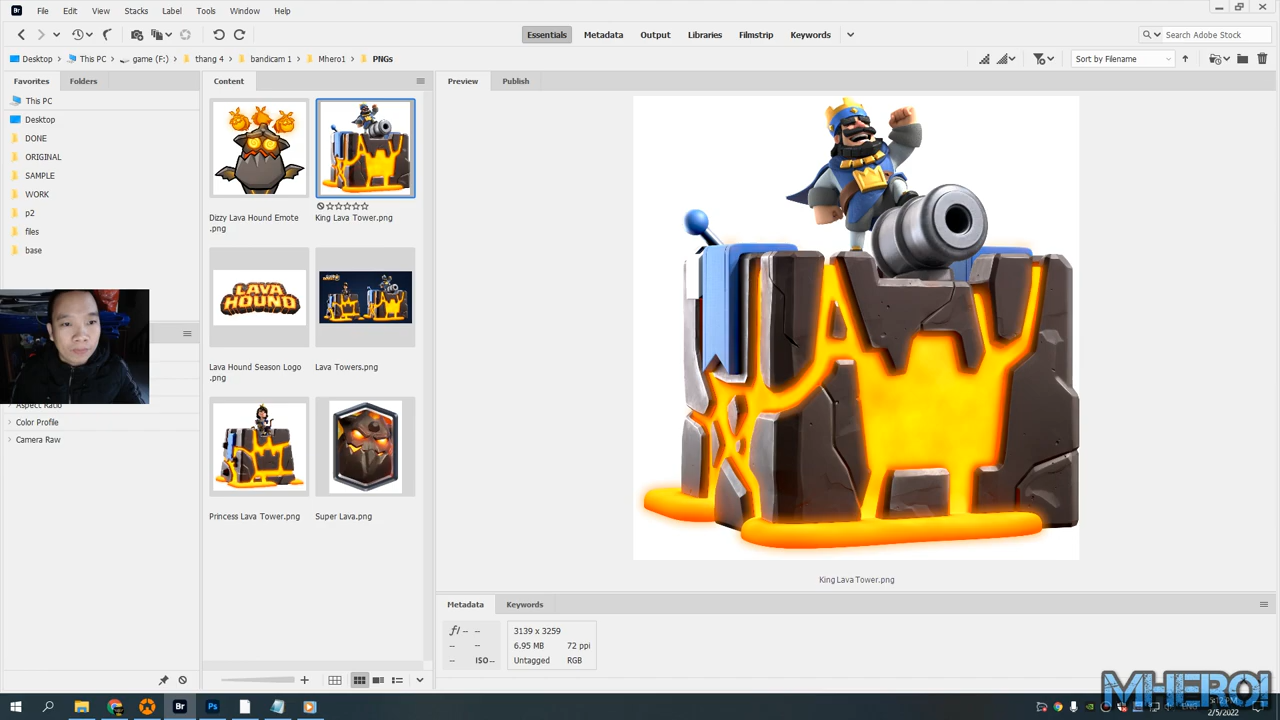 Br File Edit View Stacks Label Tools Window Help
Essentials Metadata Output Libraries Filmstrip Keywords Search Adobe Stock
Desktop This PC game (F:) thang 4 bandicam 1 Mhero1 PNGs Sort by Filename
Favorites Folders
This PC
Desktop
DONE
ORIGINAL
SAMPLE
WORK
p2
files
base
Aspect Ratio
Color Profile
Camera Raw
Content
Dizzy Lava Hound Emote
.png
King Lava Tower.png
LAVA
HOUND
Lava Hound Season Logo
.png
Lava Towers.png
Princess Lava Tower.png
Super Lava.png
Preview Publish
King Lava Tower.png
Metadata Keywords
f/ -- --
-- --
-- ISO --
3139 x 3259
6.95 MB 72 ppi
Untagged RGB
MHERO1
Br Ps
2/5/2022